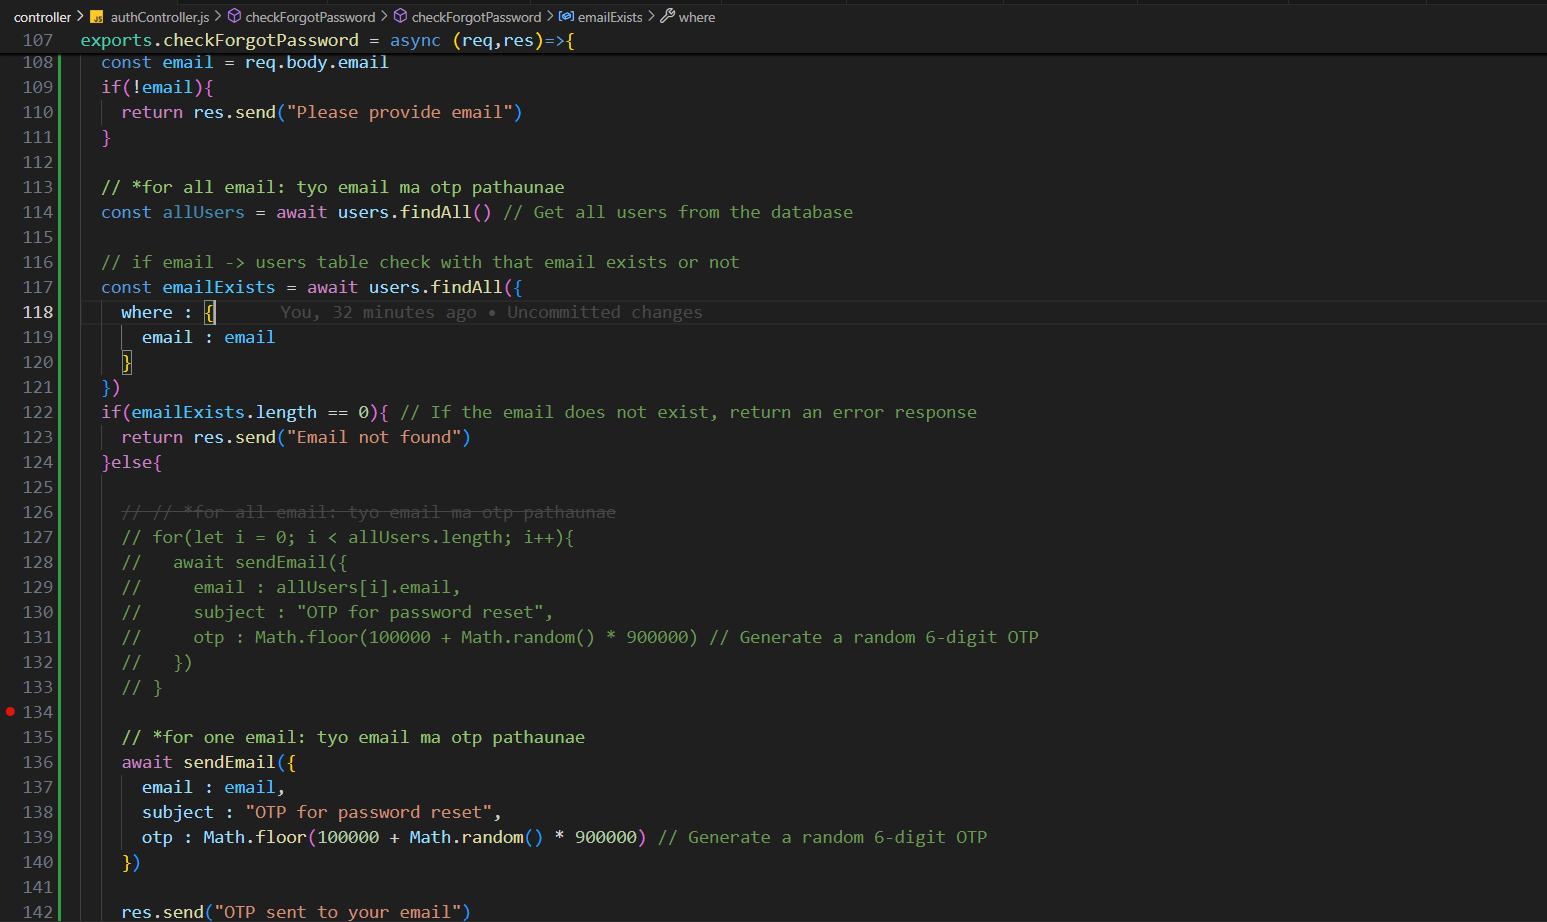 controller > JS authController.js > checkForgotPassword > checkForgotPassword > emailExists > where
107 exports.checkForgotPassword = async (req,res)=>{
108 const email = req.body.email
109 if(!email){
110 return res.send("Please provide email")
111 }
112
113 // *for all email: tyo email ma otp pathaunae
114 const allUsers = await users.findAll() // Get all users from the database
115
116 // if email -> users table check with that email exists or not
117 const emailExists = await users.findAll({
118 where : { You, 32 minutes ago • Uncommitted changes
119 email : email
120 }
121 })
122 if(emailExists.length == 0){ // If the email does not exist, return an error response
123 return res.send("Email not found")
124 }else{
125
126 // // *for all email: tyo email ma otp pathaunae
127 // for(let i = 0; i < allUsers.length; i++){
128 //   await sendEmail({
129 //     email : allUsers[i].email,
130 //     subject : "OTP for password reset",
131 //     otp : Math.floor(100000 + Math.random() * 900000) // Generate a random 6-digit OTP
132 //   })
133 // }
134
135 // *for one email: tyo email ma otp pathaunae
136 await sendEmail({
137 email : email,
138 subject : "OTP for password reset",
139 otp : Math.floor(100000 + Math.random() * 900000) // Generate a random 6-digit OTP
140 })
141
142 res.send("OTP sent to your email")